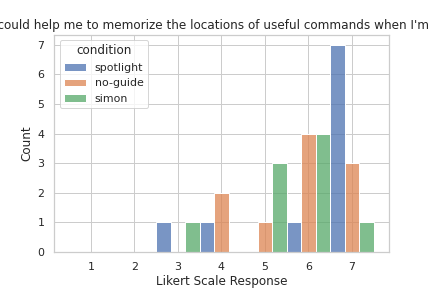 could help me to memorize the locations of useful commands when I'm
condition
spotlight
no-guide
simon
Count
7
6
5
4
3
2
1
0
1 2 3 4 5 6 7
Likert Scale Response